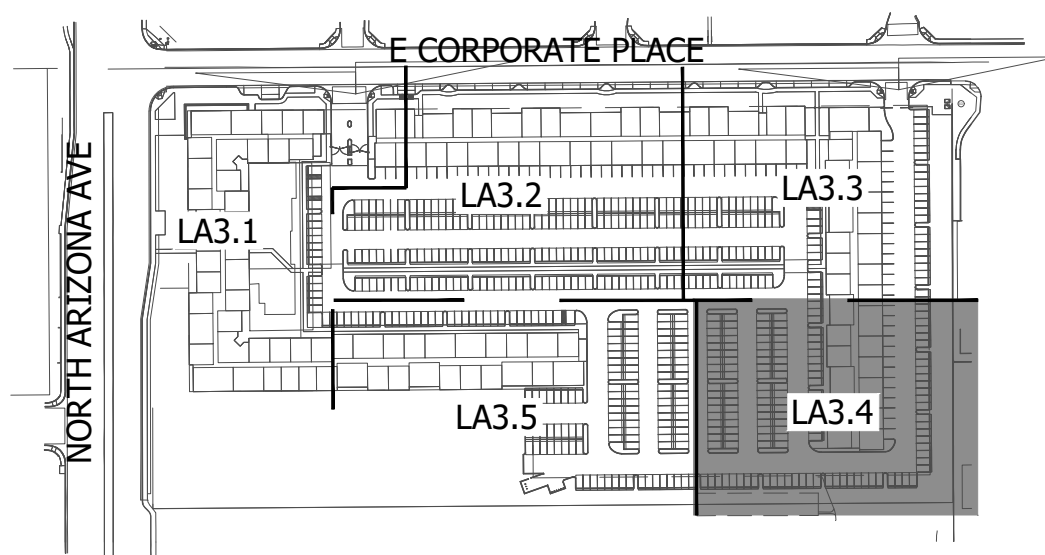 E CORPORATE PLACE
NORTH ARIZONA AVE
LA3.1
LA3.2
LA3.3
LA3.4
LA3.5